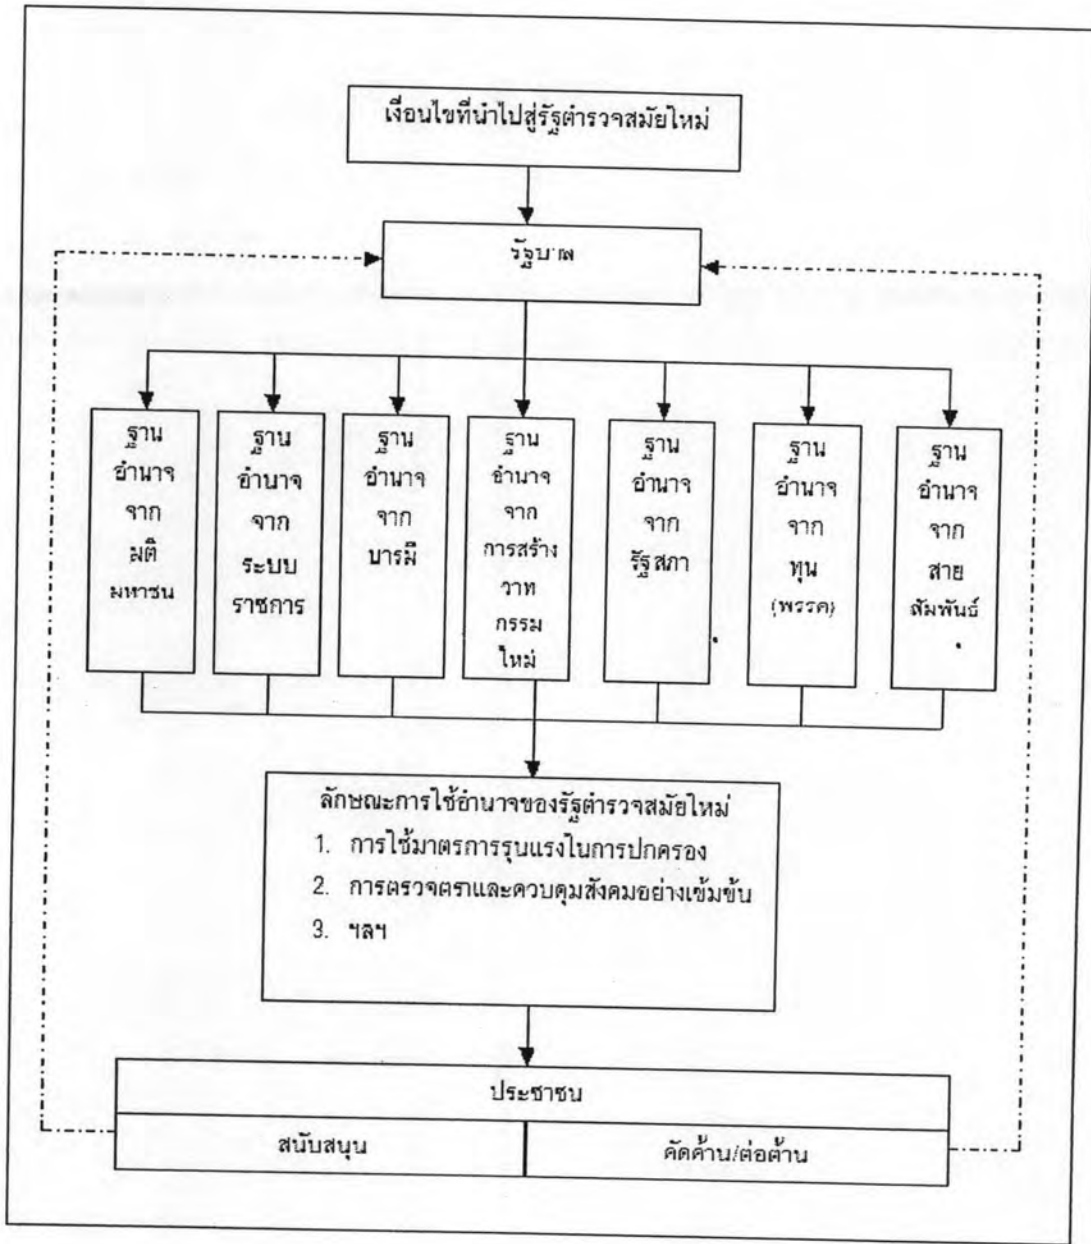 เงื่อนไขที่นำไปสู่รัฐตำรวจสมัยใหม่
รัฐบาล
ฐาน
อำนาจ
จาก
มติ
มหาชน
ฐาน
อำนาจ
จาก
ระบบ
ราชการ
ฐาน
อำนาจ
จาก
บารมี
ฐาน
อำนาจ
จาก
การสร้าง
วาท
กรรม
ใหม่
ฐาน
อำนาจ
จาก
รัฐสภา
ฐาน
อำนาจ
จาก
ทุน
(พรรค)
ฐาน
อำนาจ
จาก
สาย
สัมพันธ์
ลักษณะการใช้อำนาจของรัฐตำรวจสมัยใหม่
1. การใช้มาตรการรุนแรงในการปกครอง
2. การตรวจตราและควบคุมสังคมอย่างเข้มข้น
3. ฯลฯ
ประชาชน
สนับสนุน
คัดค้าน/ต่อต้าน